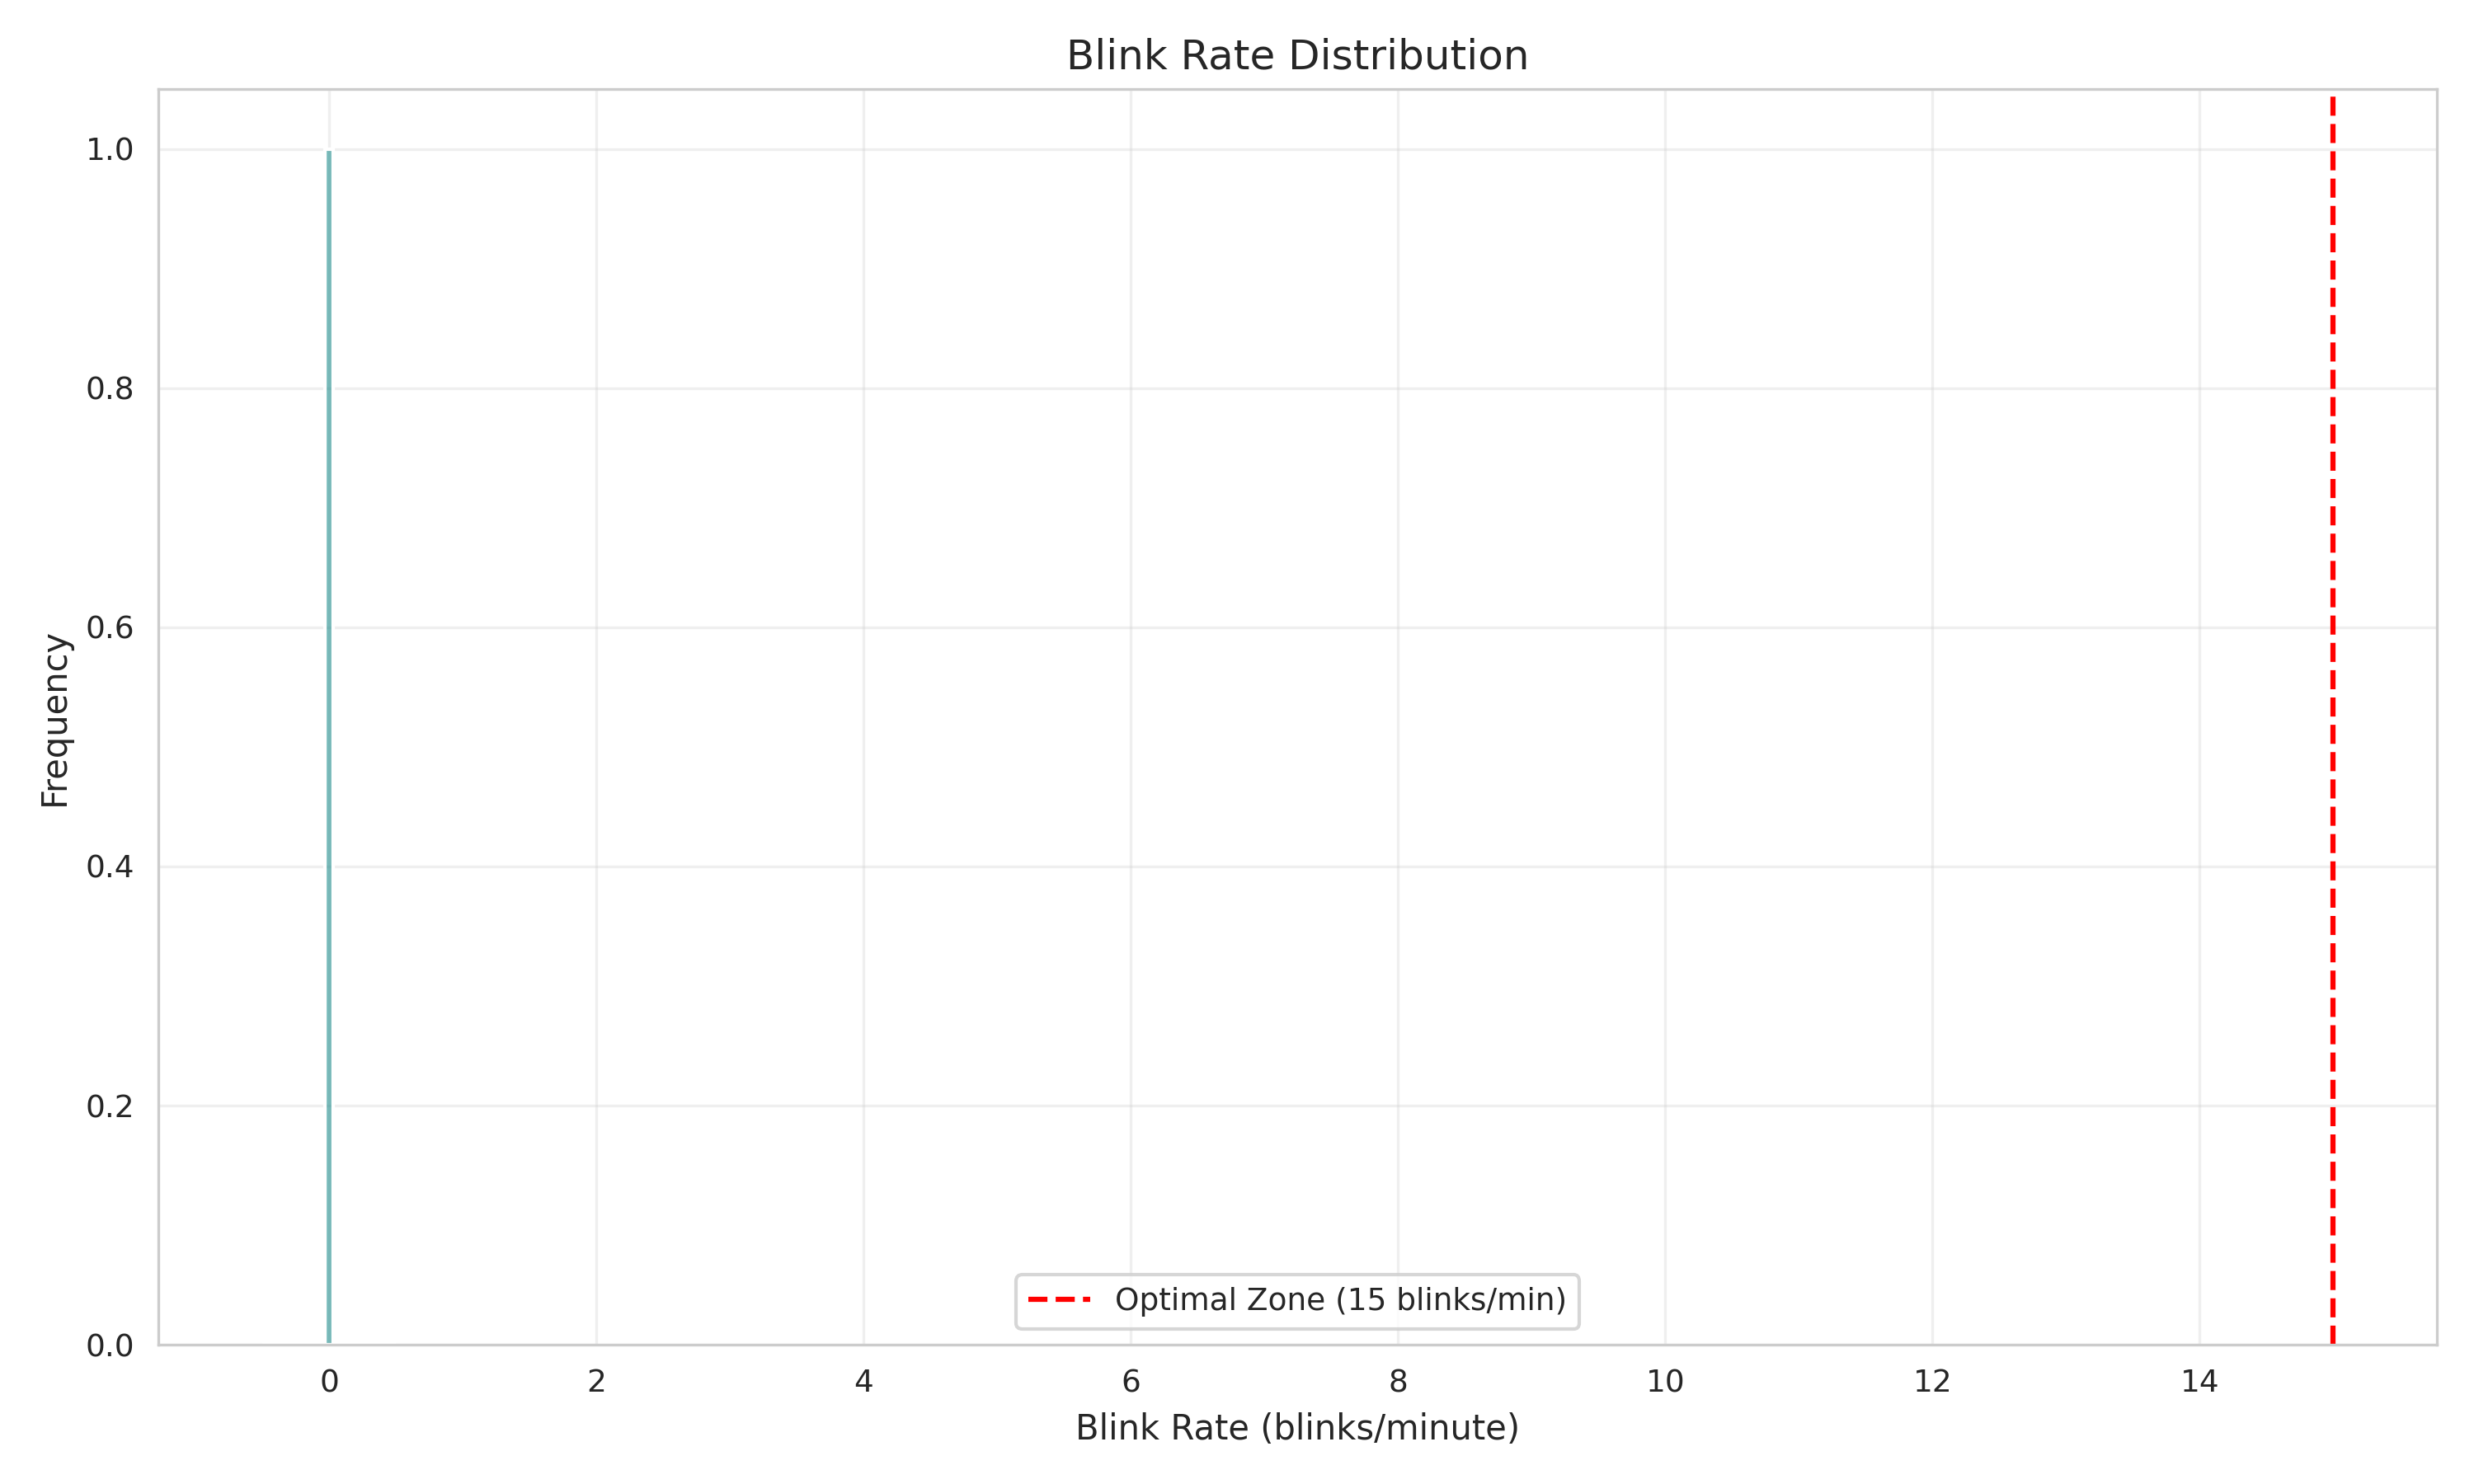 Blink Rate Distribution
1.0
0.8
0.6
0.4
0.2
0.0
Frequency
Optimal Zone (15 blinks/min)
0 2 4 6 8 10 12 14
Blink Rate (blinks/minute)